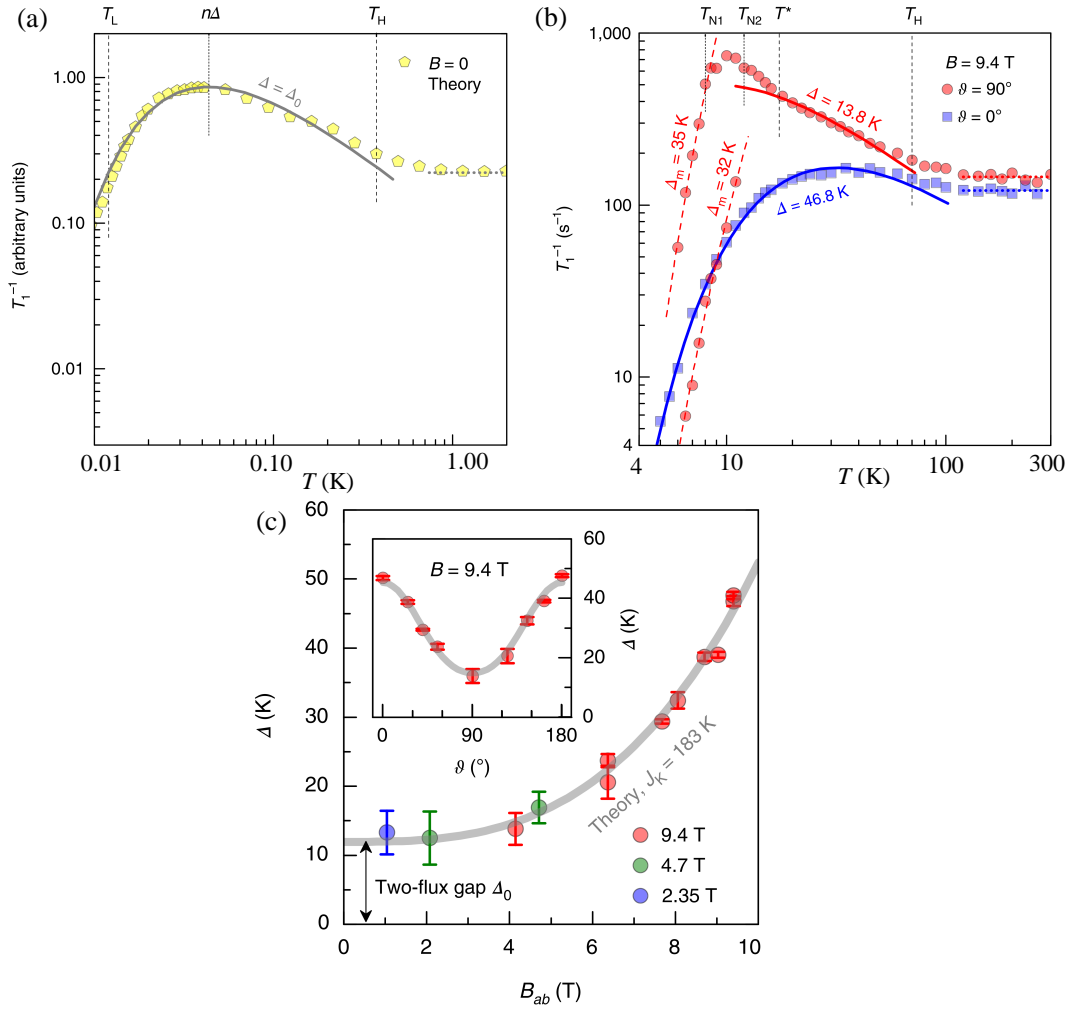 (a)
T_L
nΔ
T_H
B = 0
Theory
Δ = Δ_0
1.00
0.10
0.01
T_1^{-1} (arbitrary units)
0.01
0.10
1.00
T (K)
(b)
T_N1
T_N2
T*
T_H
B = 9.4 T
ϑ = 90°
ϑ = 0°
Δ_m = 35 K
Δ_m = 32 K
Δ = 13.8 K
Δ = 46.8 K
1,000
100
10
4
T_1^{-1} (s^{-1})
4
10
100
300
T (K)
(c)
60
50
40
30
20
10
0
Δ (K)
B = 9.4 T
60
40
20
0
Δ (K)
0
90
180
ϑ (°)
Theory, J_K = 183 K
Two-flux gap Δ_0
9.4 T
4.7 T
2.35 T
0
2
4
6
8
10
B_ab (T)